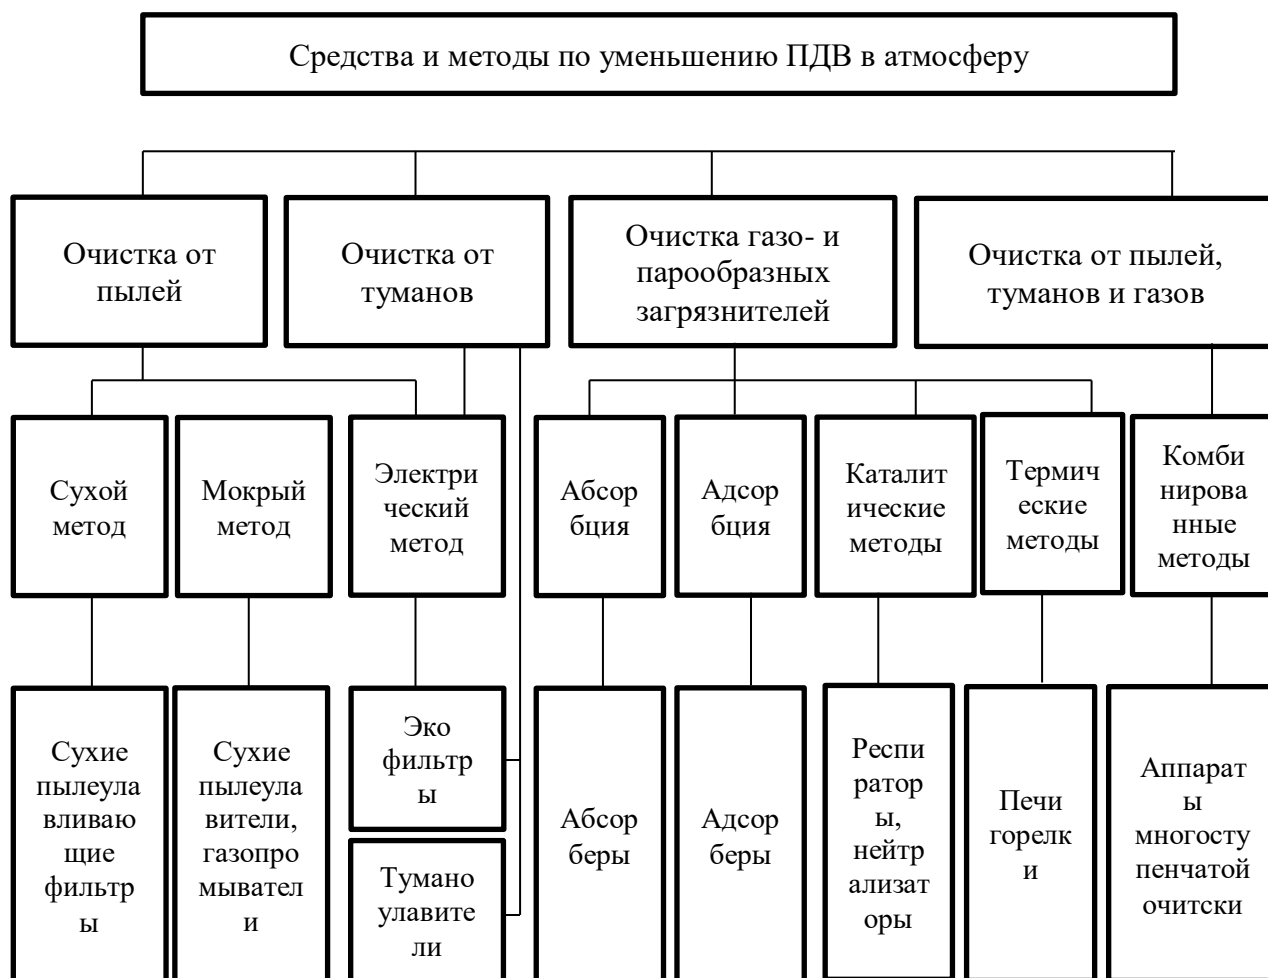 Средства и методы по уменьшению ПДВ в атмосферу
Очистка от
пылей
Очистка от
туманов
Очистка газо- и
парообразных
загрязнителей
Очистка от пылей,
туманов и газов
Сухой
метод
Мокрый
метод
Электри
ческий
метод
Абсор
бция
Адсор
бция
Каталит
ические
методы
Термич
еские
методы
Комби
нирова
нные
методы
Сухие
пылеула
вливаю
щие
фильтр
ы
Сухие
пылеула
вители,
газопро
мывател
и
Эко
фильтр
ы
Тумано
улавите
ли
Абсор
беры
Адсор
беры
Респи
ратор
ы,
нейтр
ализат
оры
Печи
горелк
и
Аппарат
ы
многосту
пенчатой
очитски